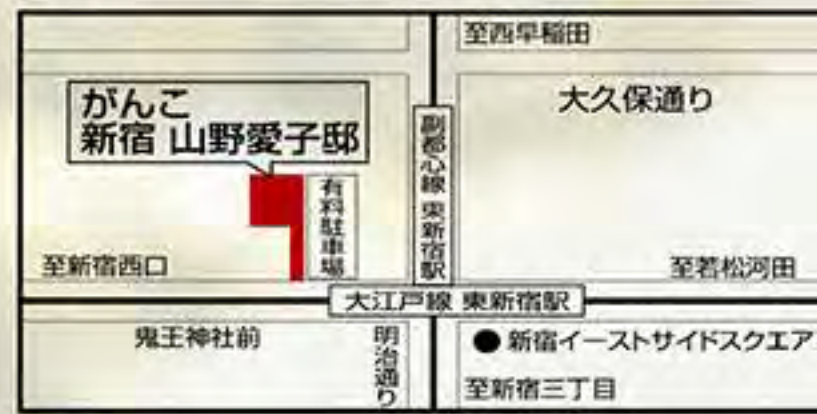 至西早稲田
がんこ
新宿 山野愛子邸
大久保通り
副都心線 東新宿駅
有料駐車場
至新宿西口
至若松河田
大江戸線 東新宿駅
鬼王神社前
明治通り
● 新宿イーストサイドスクエア
至新宿三丁目